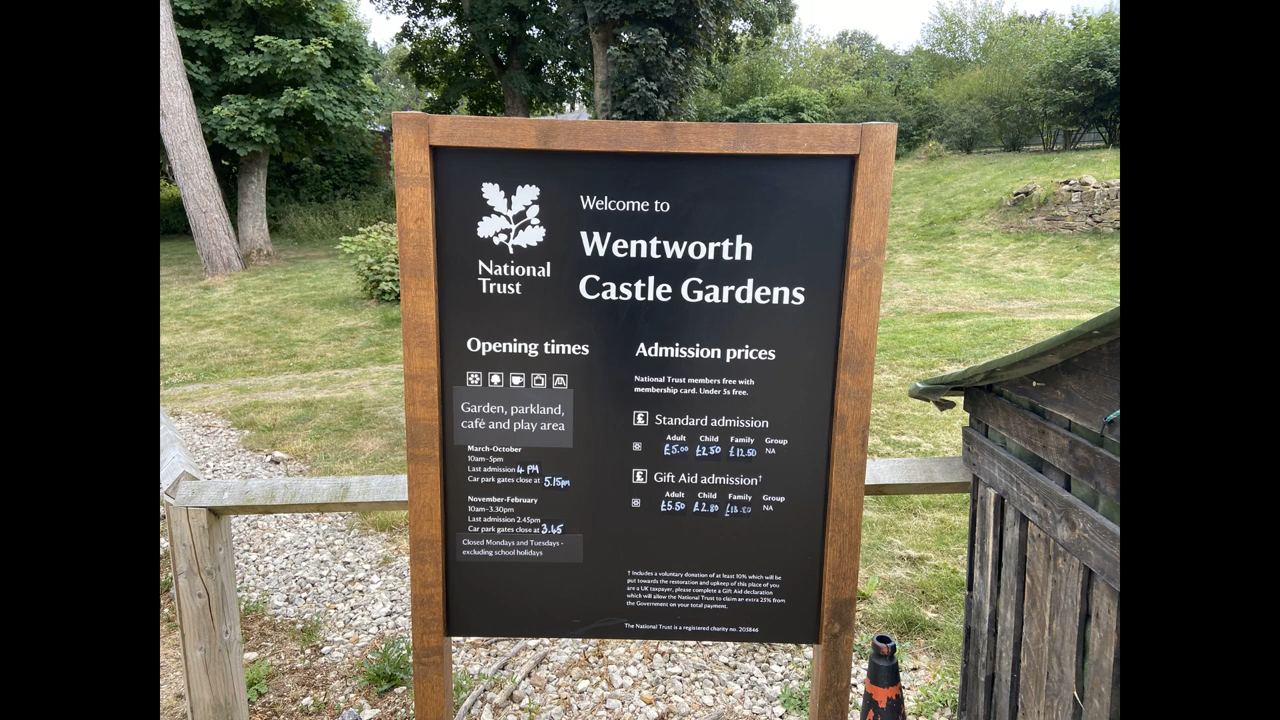 National
Trust
Welcome to
Wentworth
Castle Gardens
Opening times
Garden, parkland,
café and play area
March-October
10am-5pm
Last admission 4 PM
Car park gates close at 5.15pm
November-February
10am-3.30pm
Last admission 2.45pm
Car park gates close at 3.45
Closed Mondays and Tuesdays -
excluding school holidays
Admission prices
National Trust members free with
membership card. Under 5s free.
£ Standard admission
Adult Child Family Group
£5.00 £2.50 £12.50 NA
£ Gift Aid admission†
Adult Child Family Group
£5.50 £2.80 NA
† Includes a voluntary donation of at least 10% which will be
put towards the restoration and upkeep of this place of you
are a UK taxpayer, please complete a Gift Aid declaration
which will allow the National Trust to claim an extra 25% from
the Government on your total payment.
The National Trust is a registered charity no. 205846